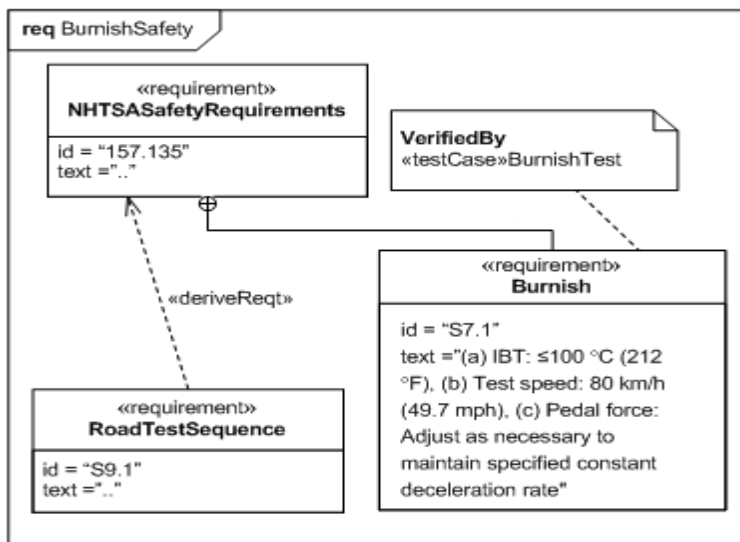 req BurnishSafety
«requirement»
NHTSASafetyRequirements
id = “157.135”
text =”..”
VerifiedBy
«testCase»BurnishTest
«deriveReqt»
«requirement»
Burnish
id = “S7.1”
text =”(a) IBT: ≤100 °C (212
°F), (b) Test speed: 80 km/h
(49.7 mph), (c) Pedal force:
Adjust as necessary to
maintain specified constant
deceleration rate"
«requirement»
RoadTestSequence
id = “S9.1”
text =”..”